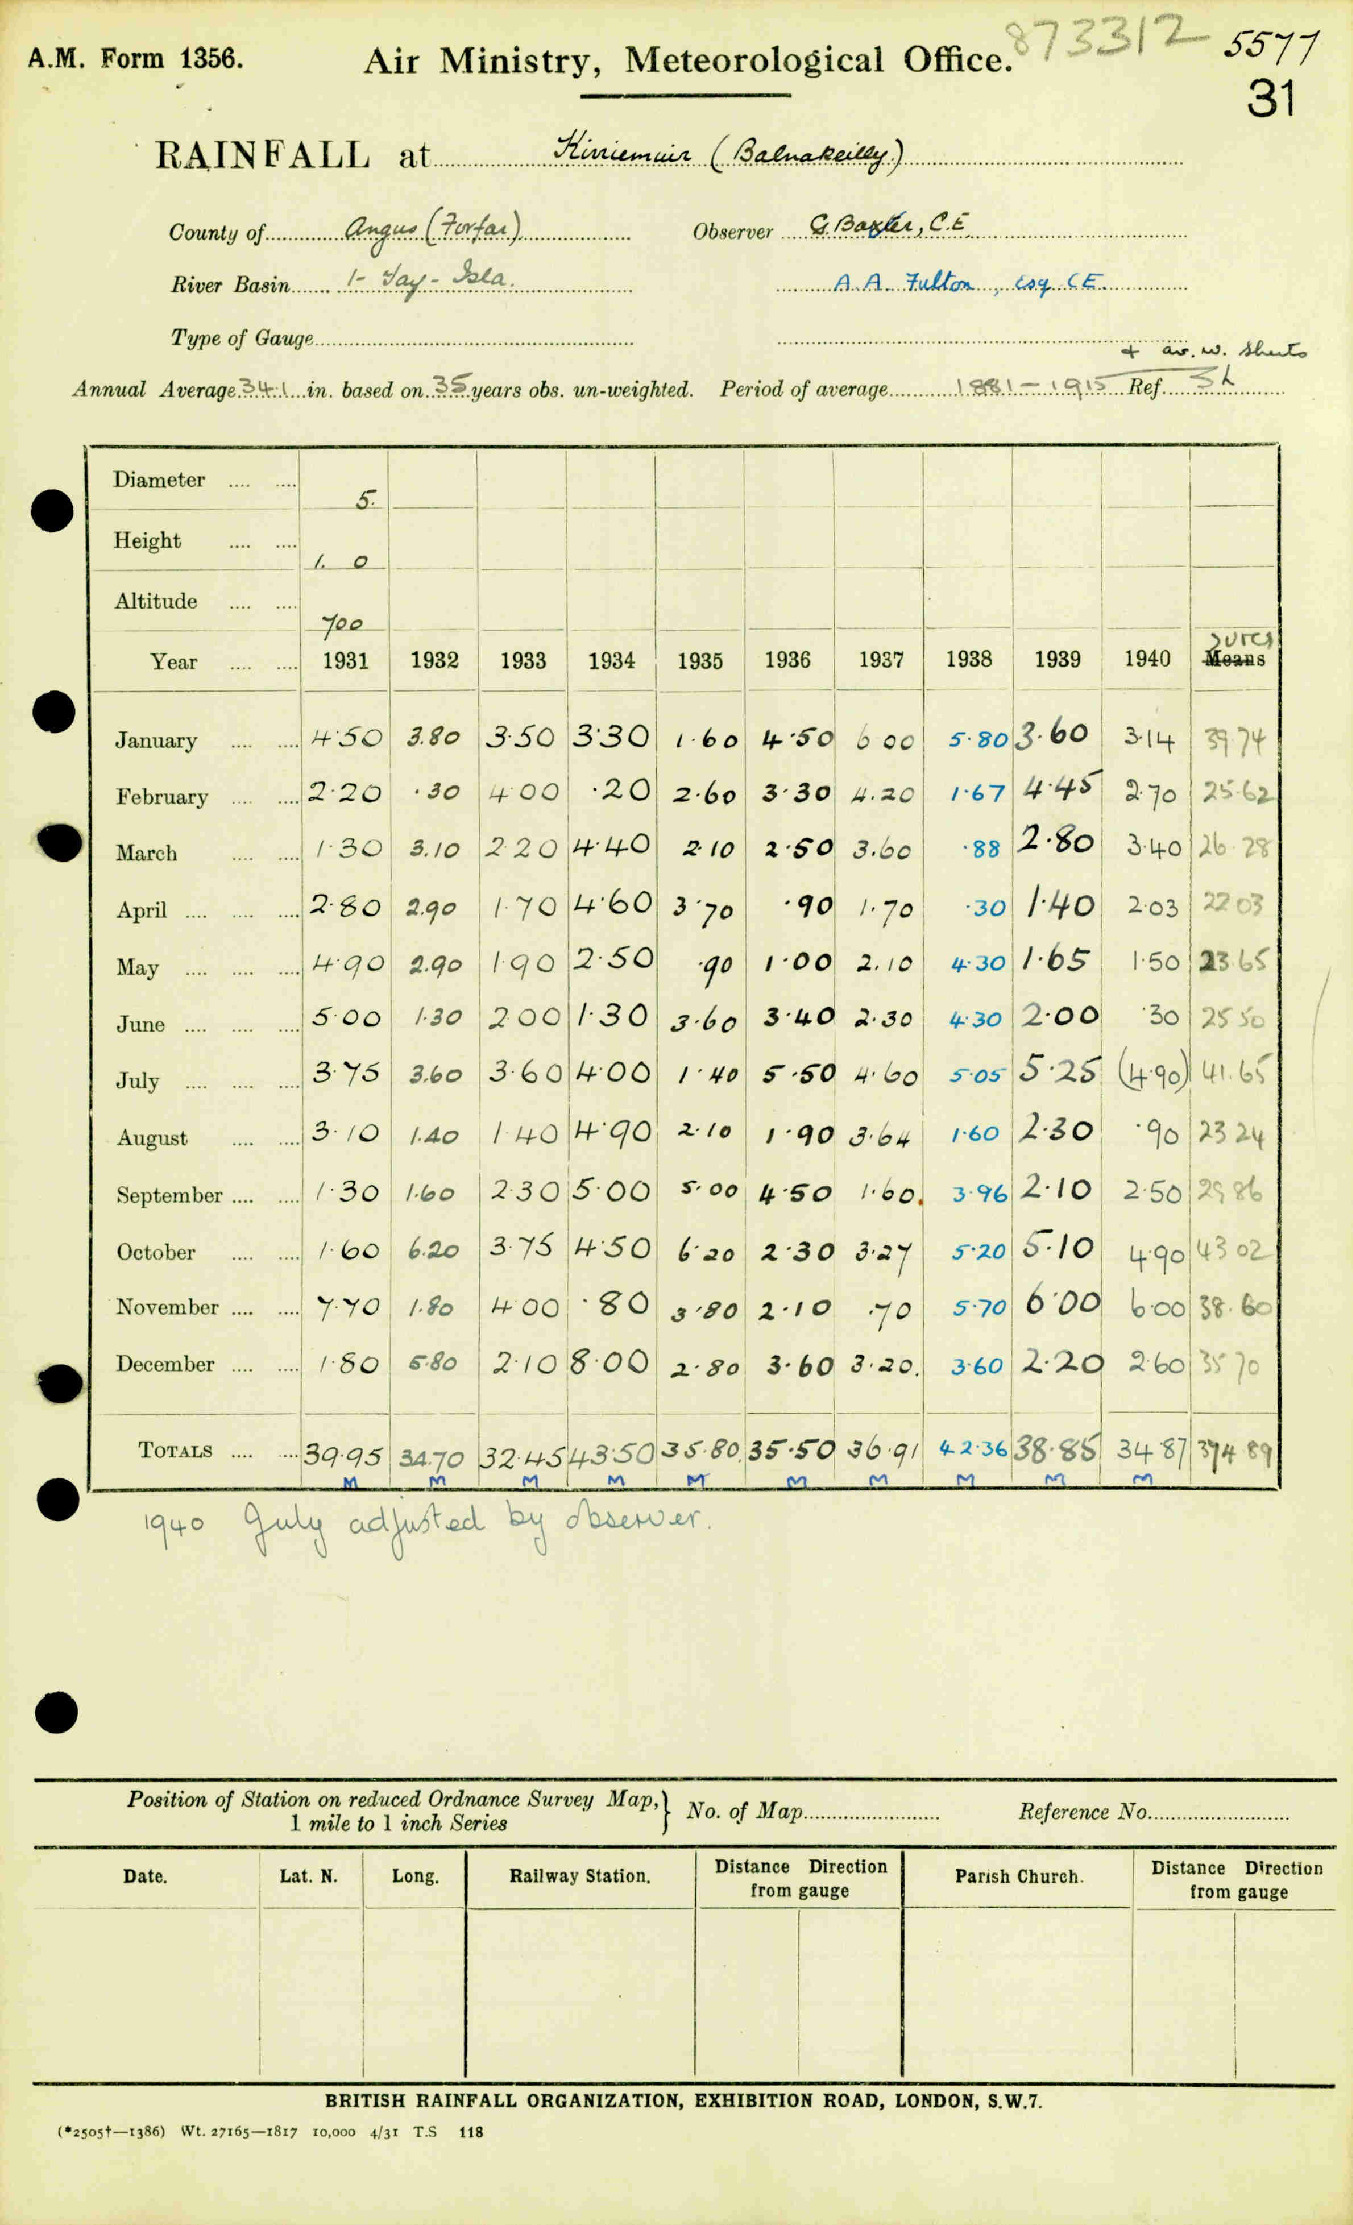 873312 5577
A.M. Form 1356. Air Ministry, Meteorological Office. 31
RAINFALL at Kirriemuir (Balnakeilly)
County of Angus (Forfar) Observer G. Baxter, C.E
River Basin 1- Tay - Isla. A. A. Fulton, Esq CE
Type of Gauge
+ av. w. sheets
Annual Average 34.1 in. based on 35 years obs. un-weighted. Period of average 1881-1915 Ref.
Diameter .... .... 5.
Height .... .... 1. 0
Altitude .... .... 700
Year .... .... 1931 1932 1933 1934 1935 1936 1937 1938 1939 1940 Means
January .... .... 4.50 3.80 3.50 3.30 1.60 4.50 6.00 5.80 3.60 3.14 39.74
February .... .... 2.20 .30 4.00 .20 2.60 3.30 4.20 1.67 4.45 2.70 25.62
March .... .... 1.30 3.10 2.20 4.40 2.10 2.50 3.60 .88 2.80 3.40 26.28
April .... .... .... 2.80 2.90 1.70 4.60 3.70 .90 1.70 .30 1.40 2.03 22.03
May .... .... .... 4.90 2.90 1.90 2.50 .90 1.00 2.10 4.30 1.65 1.50 23.65
June .... .... .... 5.00 1.30 2.00 1.30 3.60 3.40 2.30 4.30 2.00 .30 25.50
July .... .... .... 3.75 3.60 3.60 4.00 1.40 5.50 4.60 5.05 5.25 (4.90) 41.65
August .... .... 3.10 1.40 1.40 4.90 2.10 1.90 3.64 1.60 2.30 .90 23.24
September .... .... 1.30 1.60 2.30 5.00 5.00 4.50 1.60. 3.96 2.10 2.50 29.86
October .... .... 1.60 6.20 3.75 4.50 6.20 2.30 3.27 5.20 5.10 4.90 43.02
November .... .... 7.70 1.80 4.00 .80 3.80 2.10 .70 5.70 6.00 6.00 38.60
December .... .... 1.80 5.80 2.10 8.00 2.80 3.60 3.20. 3.60 2.20 2.60 35.70
TOTALS .... .... 39.95 34.70 32.45 43.50 35.80 35.50 36.91 42.36 38.85 34.87 374.89
M M M M M M M M M M
1940 July adjusted by observer.
Position of Station on reduced Ordnance Survey Map, } No. of Map Reference No.
1 mile to 1 inch Series
Date. Lat. N. Long. Railway Station. Distance Direction from gauge Parish Church. Distance Direction from gauge
BRITISH RAINFALL ORGANIZATION, EXHIBITION ROAD, LONDON, S.W.7.
(*2505†—1386) Wt. 27165—1817 10,000 4/31 T.S 118